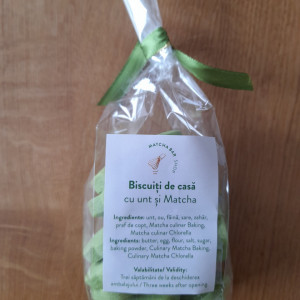 MATCHA BAR
Biscuiți de casă
cu unt și Matcha
Ingrediente: unt, ou, făină, sare, zahăr,
praf de copt, Matcha culinar Baking,
Matcha culinar Chlorella
Ingredients: butter, egg, flour, salt, sugar,
baking powder, Culinary Matcha Baking,
Culinary Matcha Chlorella
Valabilitate/ Validity:
Trei săptămâni de la deschiderea
ambalajului / Three weeks after opening